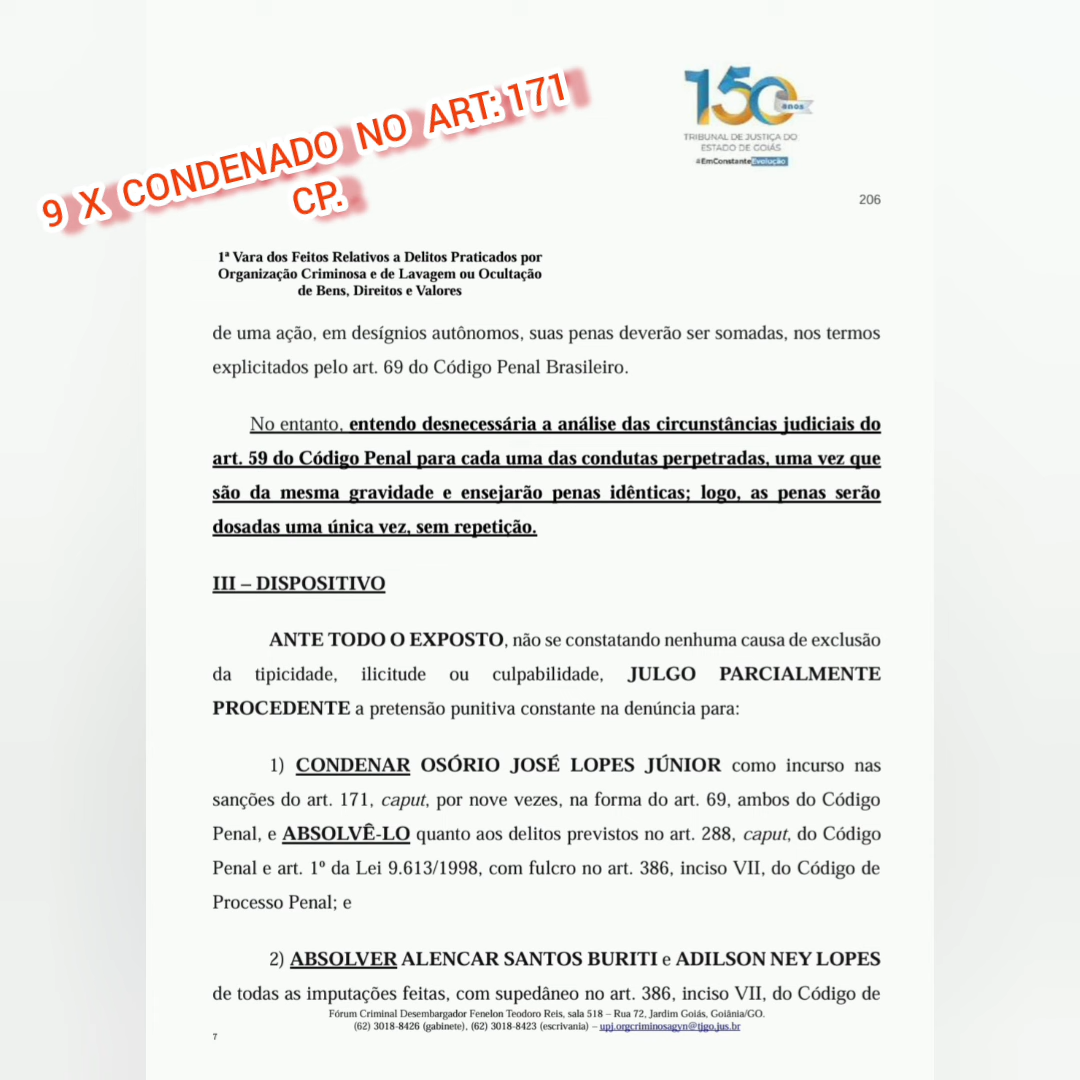 9 X CONDENADO NO ART: 171
CP.
150
anos
TRIBUNAL DE JUSTIÇA DO
ESTADO DE GOIÁS
#EmConstanteEvolução
206
1ª Vara dos Feitos Relativos a Delitos Praticados por
Organização Criminosa e de Lavagem ou Ocultação
de Bens, Direitos e Valores
de uma ação, em desígnios autônomos, suas penas deverão ser somadas, nos termos
explicitados pelo art. 69 do Código Penal Brasileiro.
No entanto, entendo desnecessária a análise das circunstâncias judiciais do
art. 59 do Código Penal para cada uma das condutas perpetradas, uma vez que
são da mesma gravidade e ensejarão penas idênticas; logo, as penas serão
dosadas uma única vez, sem repetição.
III – DISPOSITIVO
ANTE TODO O EXPOSTO, não se constatando nenhuma causa de exclusão
da tipicidade, ilicitude ou culpabilidade, JULGO PARCIALMENTE
PROCEDENTE a pretensão punitiva constante na denúncia para:
1) CONDENAR OSÓRIO JOSÉ LOPES JÚNIOR como incurso nas
sanções do art. 171, caput, por nove vezes, na forma do art. 69, ambos do Código
Penal, e ABSOLVÊ-LO quanto aos delitos previstos no art. 288, caput, do Código
Penal e art. 1º da Lei 9.613/1998, com fulcro no art. 386, inciso VII, do Código de
Processo Penal; e
2) ABSOLVER ALENCAR SANTOS BURITI e ADILSON NEY LOPES
de todas as imputações feitas, com supedâneo no art. 386, inciso VII, do Código de
Fórum Criminal Desembargador Fenelon Teodoro Reis, sala 518 – Rua 72, Jardim Goiás, Goiânia/GO.
(62) 3018-8426 (gabinete), (62) 3018-8423 (escrivania) – upj.orgcriminosagyn@tjgo.jus.br
7